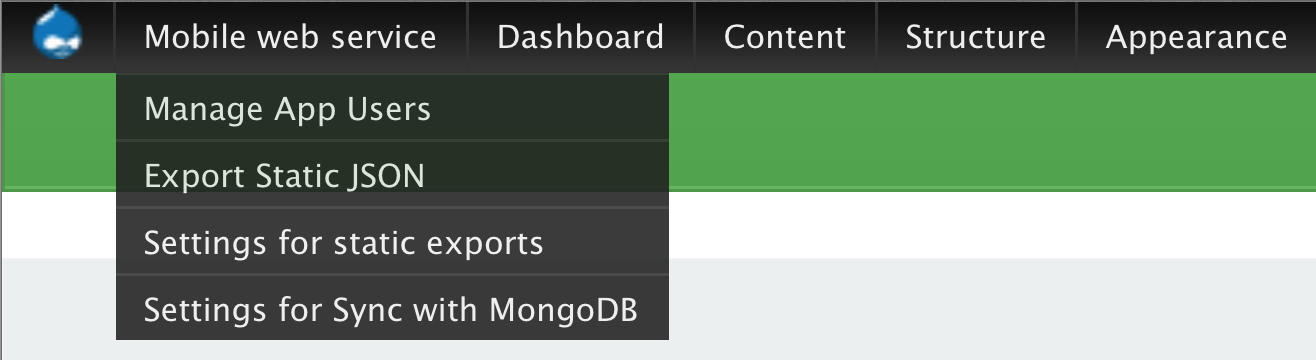 Mobile web service
Dashboard
Content
Structure
Appearance
Manage App Users
Export Static JSON
Settings for static exports
Settings for Sync with MongoDB